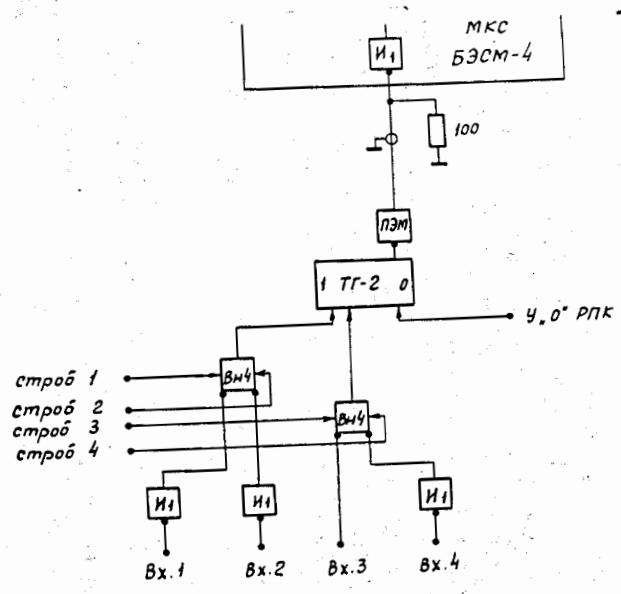 МКС
БЭСМ-4
И1
100
ПЭМ
1 ТГ-2 0
У„0" РПК
строб 1
Вн4
строб 2
строб 3
Вн4
строб 4
И1
И1
И1
Вх.1
Вх.2
Вх.3
Вх.4